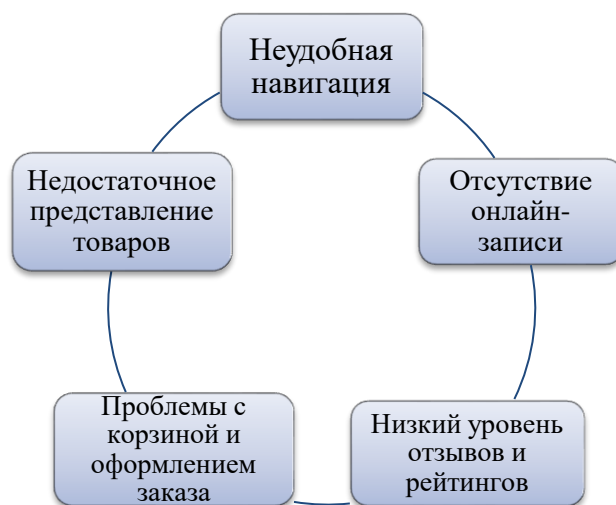 Неудобная
навигация
Отсутствие
онлайн-
записи
Низкий уровень
отзывов и
рейтингов
Проблемы с
корзиной и
оформлением
заказа
Недостаточное
представление
товаров